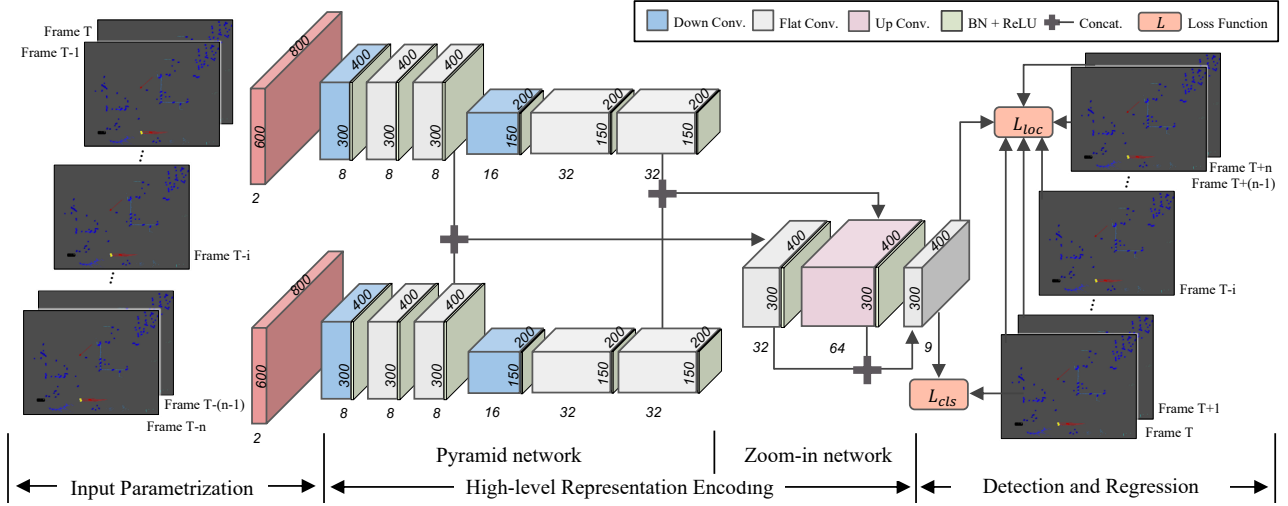 Down Conv.
Flat Conv.
Up Conv.
BN + ReLU
Concat.
L
Loss Function
Frame T
Frame T-1
Frame T-i
Frame T-(n-1)
Frame T-n
800
600
2
400
300
8
400
300
8
400
300
8
200
150
16
200
150
32
200
150
32
800
600
2
400
300
8
400
300
8
400
300
8
200
150
16
200
150
32
200
150
32
400
300
32
400
300
64
400
300
9
L_loc
L_cls
Frame T+n
Frame T+(n-1)
Frame T-i
Frame T+1
Frame T
Pyramid network
Zoom-in network
Input Parametrization
High-level Representation Encoding
Detection and Regression